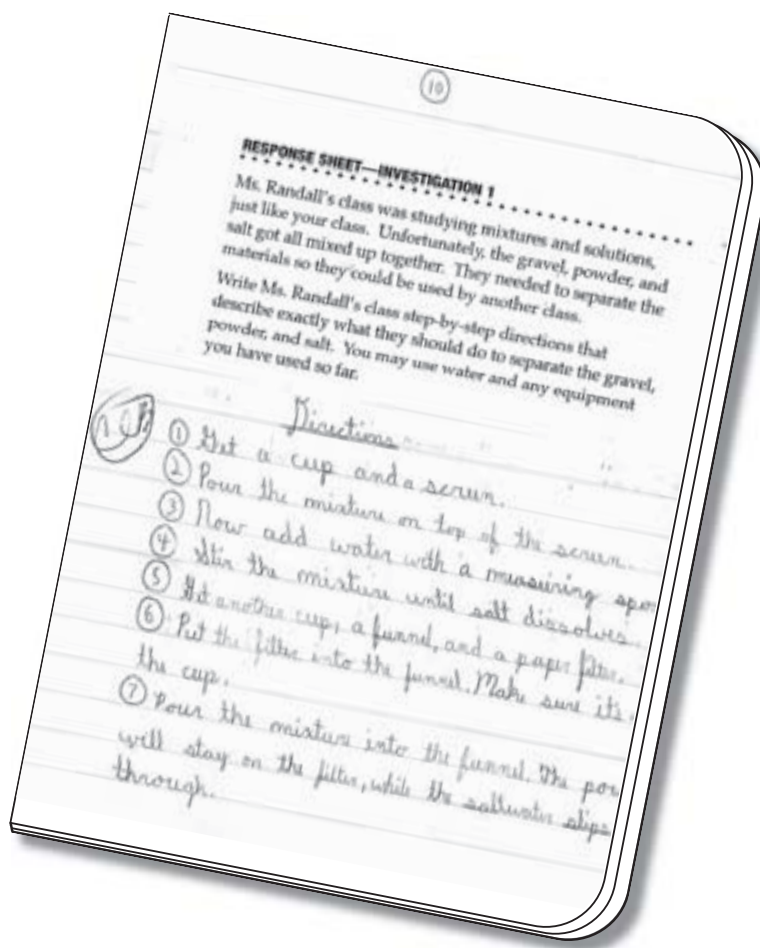 10
RESPONSE SHEET—INVESTIGATION 1
Ms. Randall's class was studying mixtures and solutions,
just like your class. Unfortunately, the gravel, powder, and
salt got all mixed up together. They needed to separate the
materials so they could be used by another class.
Write Ms. Randall's class step-by-step directions that
describe exactly what they should do to separate the gravel,
powder, and salt. You may use water and any equipment
you have used so far.
Directions
① Get a cup and a screen.
② Pour the mixture on top of the screen.
③ Now add water with a measuring spoo
④ Stir the mixture until salt dissolves.
⑤ Get another cup, a funnel, and a paper filter.
⑥ Put the filter into the funnel. Make sure it's
the cup.
⑦ Pour the mixture into the funnel. The pow
will stay on the filter, while the saltwater slips
through.